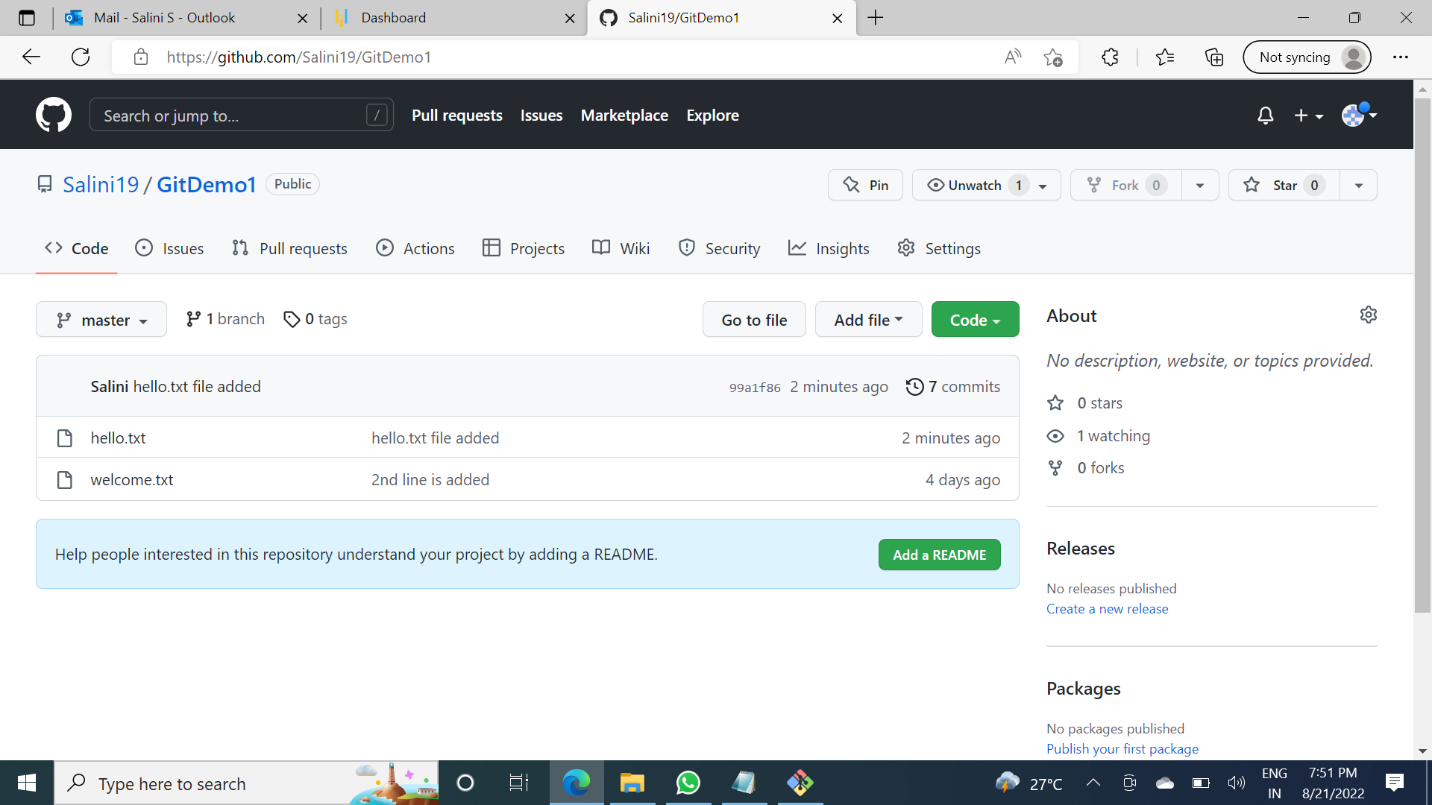 Mail - Salini S - Outlook
Dashboard
Salini19/GitDemo1
https://github.com/Salini19/GitDemo1
Not syncing
Search or jump to...
/
Pull requests
Issues
Marketplace
Explore
Salini19 / GitDemo1
Public
Pin
Unwatch 1
Fork 0
Star 0
Code
Issues
Pull requests
Actions
Projects
Wiki
Security
Insights
Settings
master
1 branch
0 tags
Go to file
Add file
Code
Salini hello.txt file added
99a1f86 2 minutes ago
7 commits
hello.txt
hello.txt file added
2 minutes ago
welcome.txt
2nd line is added
4 days ago
Help people interested in this repository understand your project by adding a README.
Add a README
About
No description, website, or topics provided.
0 stars
1 watching
0 forks
Releases
No releases published
Create a new release
Packages
No packages published
Publish your first package
Type here to search
27°C
ENG
IN
7:51 PM
8/21/2022